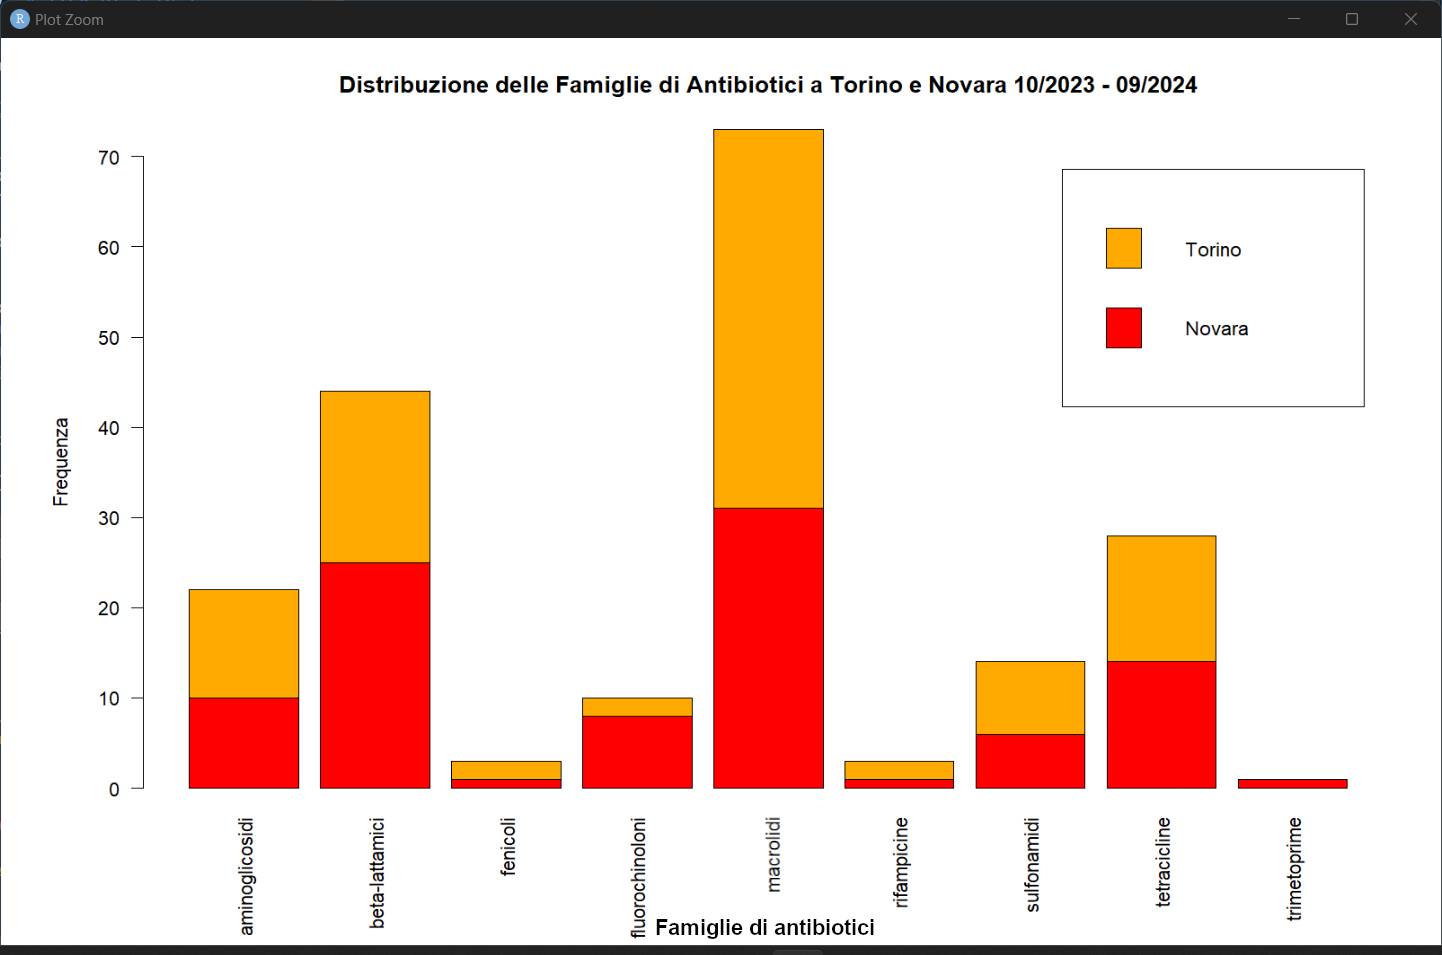 R Plot Zoom
Distribuzione delle Famiglie di Antibiotici a Torino e Novara 10/2023 - 09/2024
70
60
50
40
30
20
10
0
Frequenza
Torino
Novara
aminoglicosidi
beta-lattamici
fenicoli
fluorochinoloni
macrolidi
rifampicine
sulfonamidi
tetracicline
trimetoprime
Famiglie di antibiotici